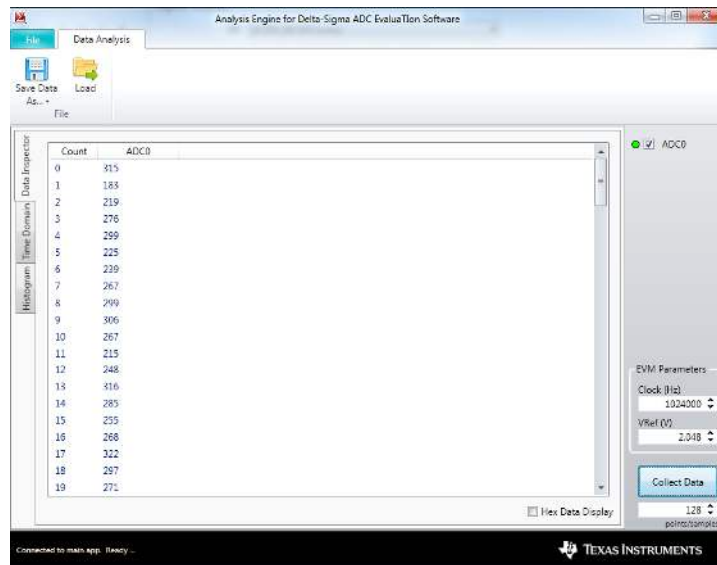 Analysis Engine for Delta-Sigma ADC EvaluaTIon Software
File
Data Analysis
Save Data
As...
Load
File
Data Inspector
Time Domain
Histogram
Count ADC0
0 315
1 183
2 219
3 276
4 299
5 225
6 239
7 267
8 299
9 306
10 267
11 215
12 248
13 316
14 285
15 255
16 268
17 322
18 297
19 271
Hex Data Display
ADC0
EVM Parameters
Clock (Hz)
1024000
VRef (V)
2.048
Collect Data
128
points/sample
Connected to main app. Ready ..
TEXAS INSTRUMENTS